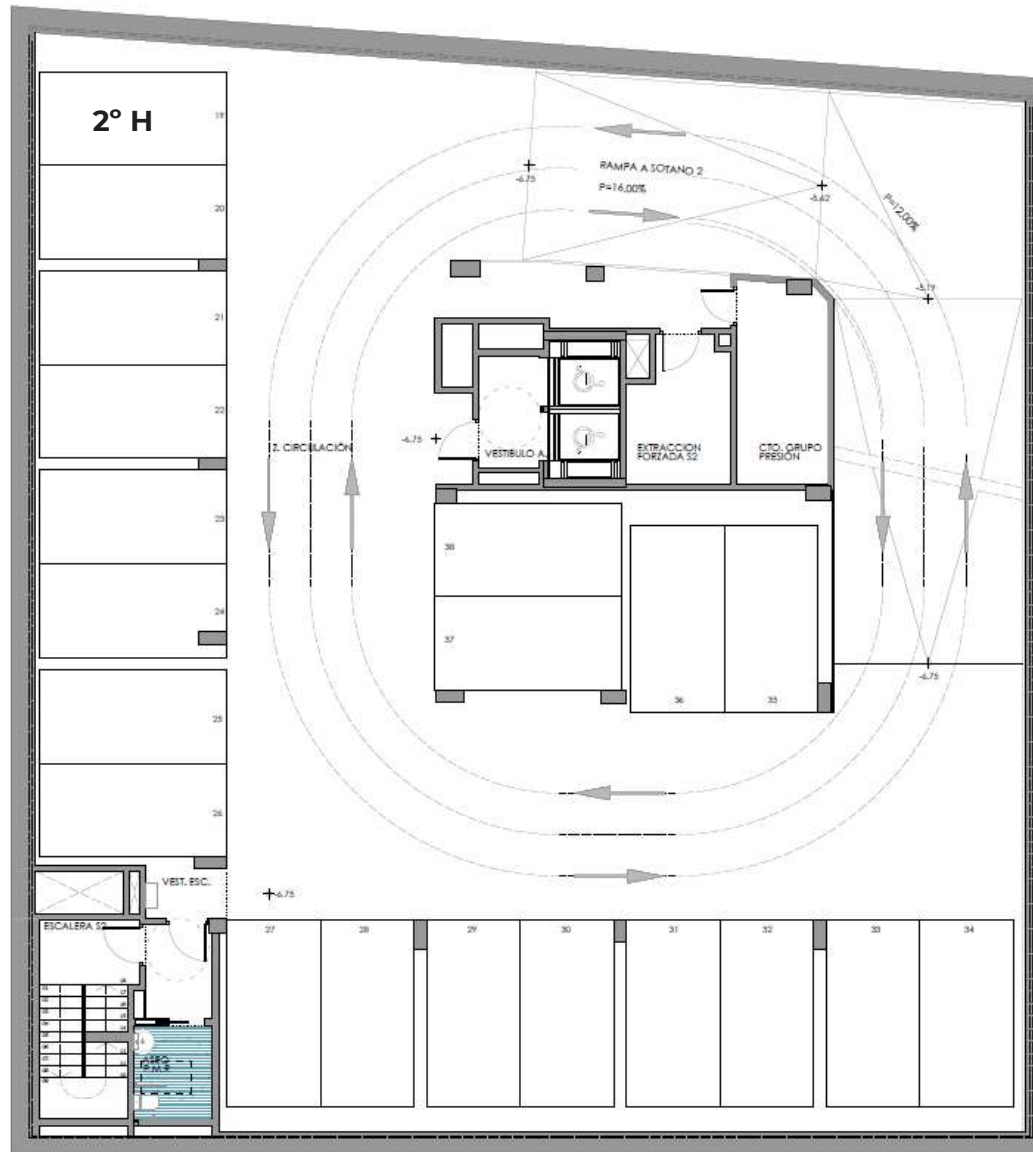 2º H
19
RAMPA A SOTANO 2
-6.75
P=16,00%
-5.62
P=12,00%
20
-5.19
21
22
-6.75
Z. CIRCULACIÓN
VESTIBULO A.
EXTRACCION
FORZADA S2
CTO. GRUPO
PRESIÓN
23
38
24
37
-6.75
25
36
35
26
VEST. ESC.
-6.75
ESCALERA S2
27
28
29
30
31
32
33
34
ASEO
P.M.R.